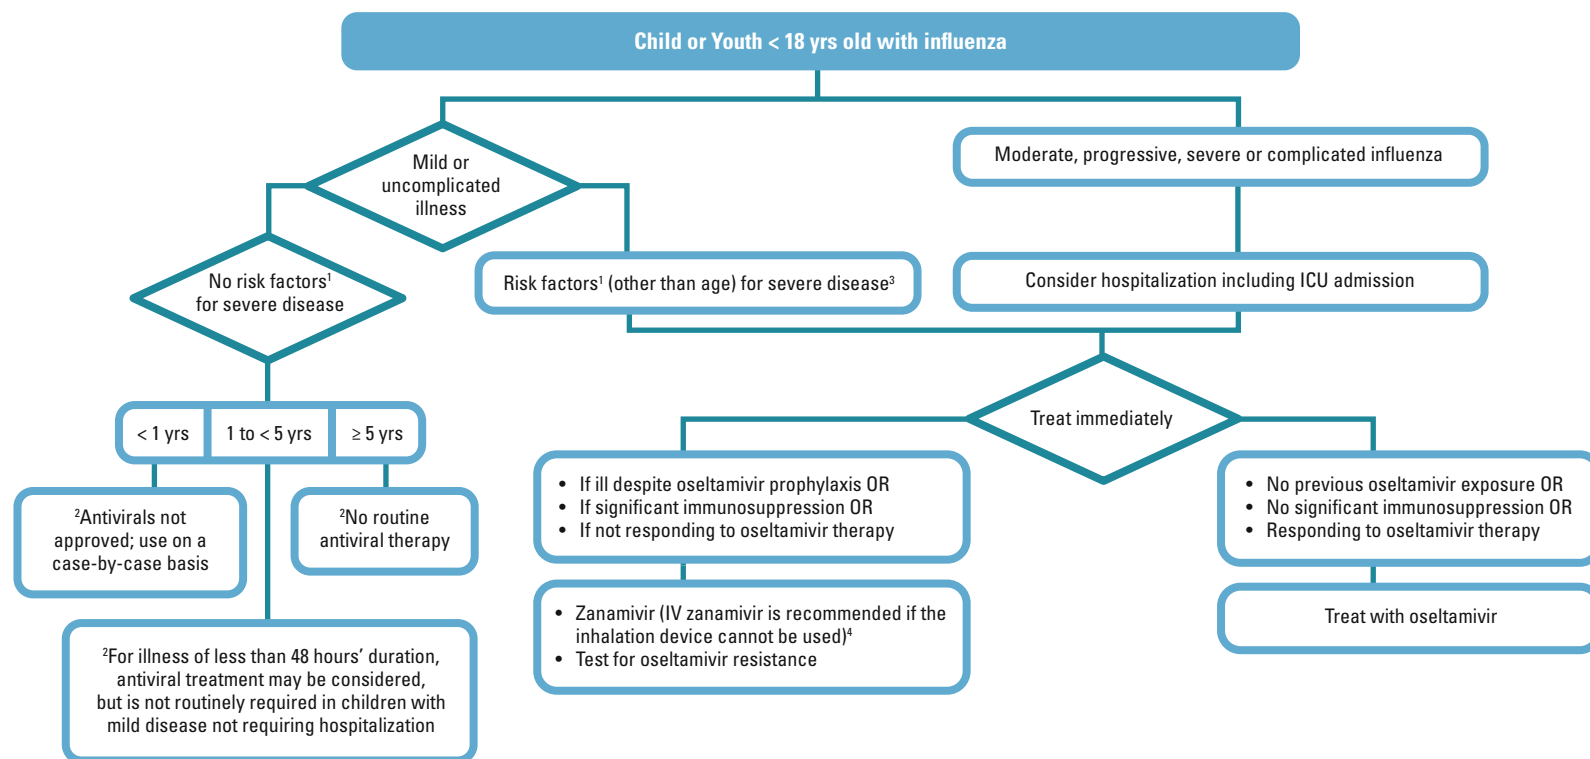 Child or Youth < 18 yrs old with influenza
Mild or
uncomplicated
illness
Moderate, progressive, severe or complicated influenza
No risk factors¹
for severe disease
Risk factors¹ (other than age) for severe disease³
Consider hospitalization including ICU admission
< 1 yrs
1 to < 5 yrs
≥ 5 yrs
Treat immediately
²Antivirals not
approved; use on a
case-by-case basis
²No routine
antiviral therapy
²For illness of less than 48 hours’ duration,
antiviral treatment may be considered,
but is not routinely required in children with
mild disease not requiring hospitalization
• If ill despite oseltamivir prophylaxis OR
• If significant immunosuppression OR
• If not responding to oseltamivir therapy
• Zanamivir (IV zanamivir is recommended if the
inhalation device cannot be used)⁴
• Test for oseltamivir resistance
• No previous oseltamivir exposure OR
• No significant immunosuppression OR
• Responding to oseltamivir therapy
Treat with oseltamivir